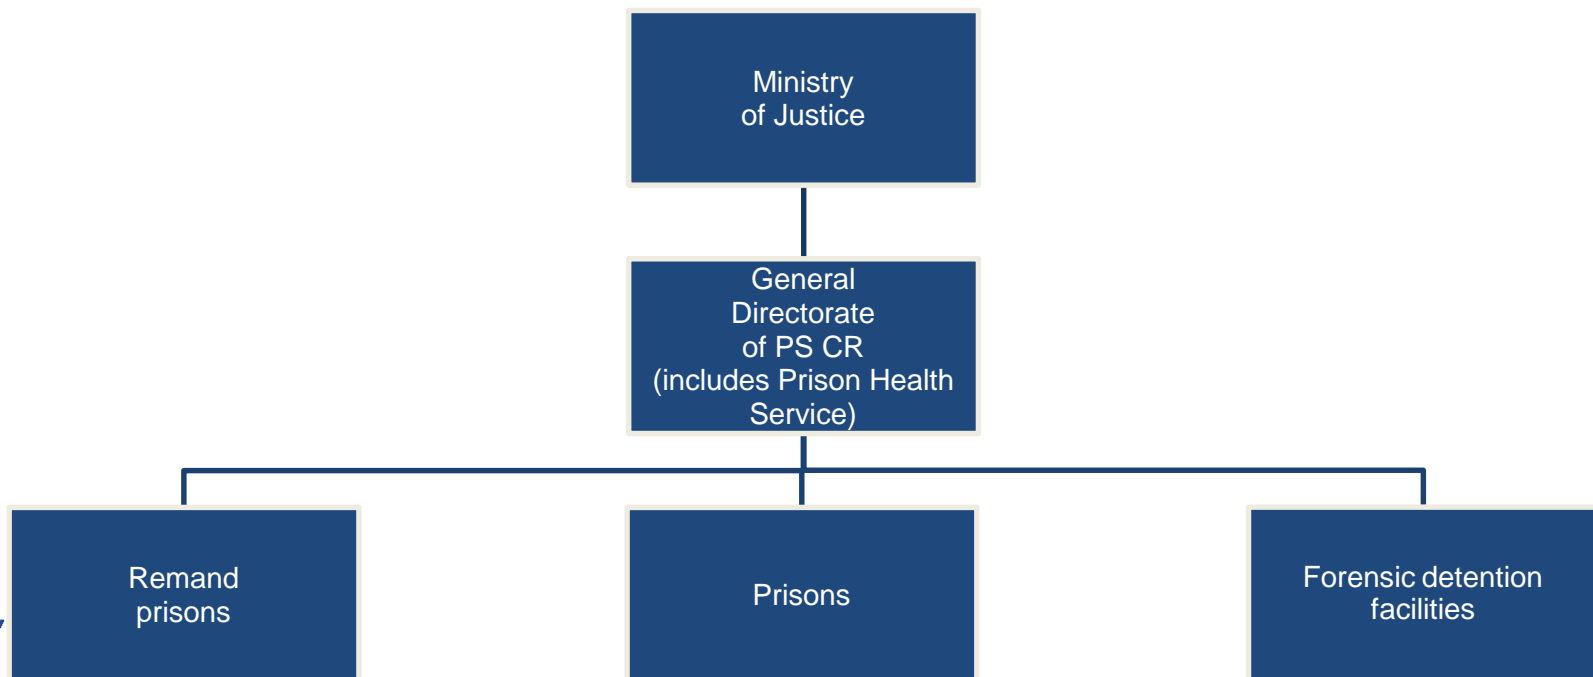 Ministry
of Justice
General
Directorate
of PS CR
(includes Prison Health
Service)
Remand
prisons
Prisons
Forensic detention
facilities